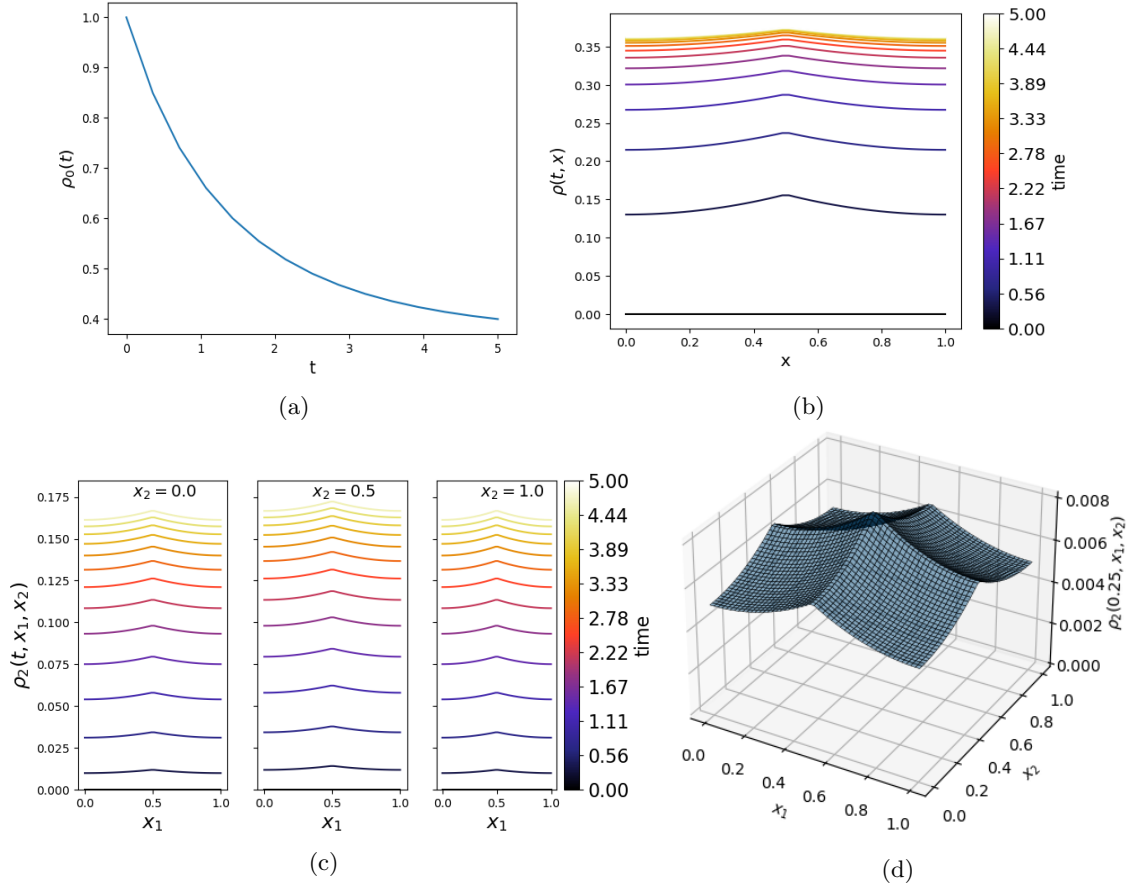 1.0
0.9
0.8
0.7
0.6
0.5
0.4
ρ₀(t)
0 1 2 3 4 5
t
(a)
0.35
0.30
0.25
0.20
0.15
0.10
0.05
0.00
ρ(t, x)
0.0 0.2 0.4 0.6 0.8 1.0
x
5.00
4.44
3.89
3.33
2.78
2.22
1.67
1.11
0.56
0.00
time
(b)
0.175
0.150
0.125
0.100
0.075
0.050
0.025
0.000
ρ₂(t, x₁, x₂)
x₂ = 0.0 x₂ = 0.5 x₂ = 1.0
0.0 0.5 1.0 0.0 0.5 1.0 0.0 0.5 1.0
x₁ x₁ x₁
5.00
4.44
3.89
3.33
2.78
2.22
1.67
1.11
0.56
0.00
time
(c)
0.008
0.006
0.004
0.002
0.000
ρ₂(0.25, x₁, x₂)
0.0 0.2 0.4 0.6 0.8 1.0
x₁
0.0 0.2 0.4 0.6 0.8 1.0
x₂
(d)